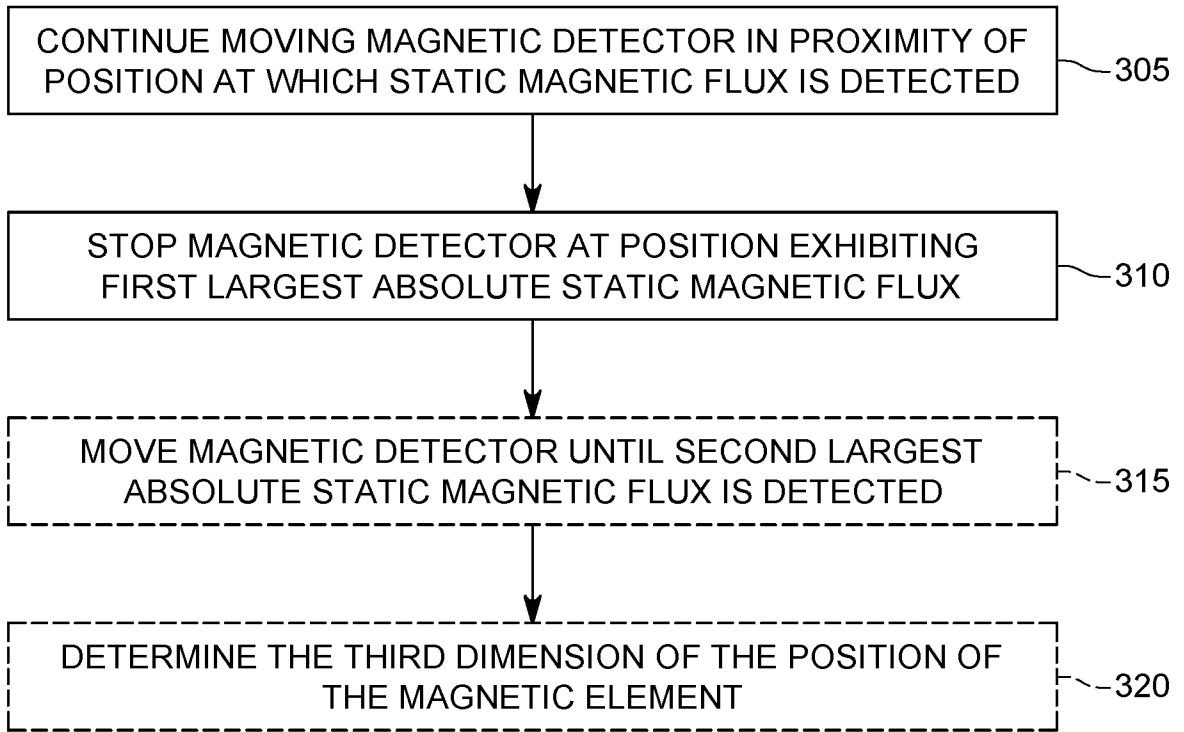 CONTINUE MOVING MAGNETIC DETECTOR IN PROXIMITY OF
POSITION AT WHICH STATIC MAGNETIC FLUX IS DETECTED
305
STOP MAGNETIC DETECTOR AT POSITION EXHIBITING
FIRST LARGEST ABSOLUTE STATIC MAGNETIC FLUX
310
MOVE MAGNETIC DETECTOR UNTIL SECOND LARGEST
ABSOLUTE STATIC MAGNETIC FLUX IS DETECTED
315
DETERMINE THE THIRD DIMENSION OF THE POSITION OF
THE MAGNETIC ELEMENT
320